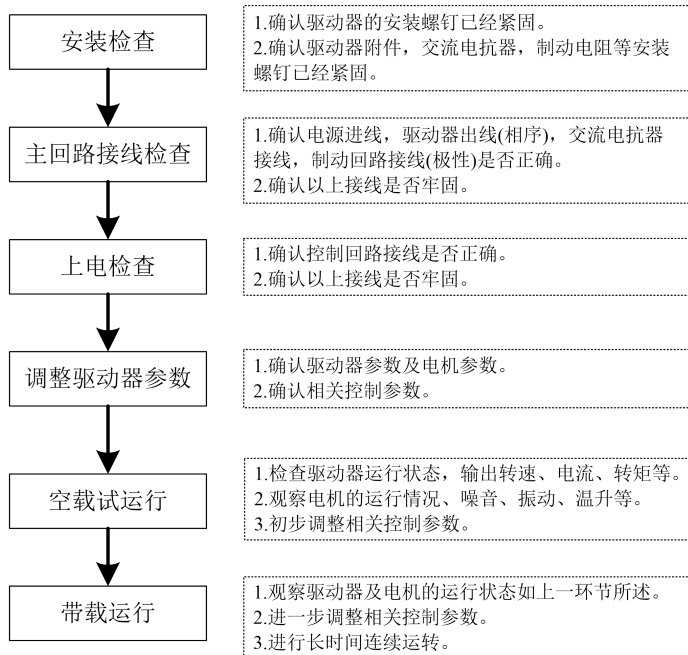 安装检查
1.确认驱动器的安装螺钉已经紧固。
2.确认驱动器附件，交流电抗器，制动电阻等安装
螺钉已经紧固。
主回路接线检查
1.确认电源进线，驱动器出线(相序)，交流电抗器
接线，制动回路接线(极性)是否正确。
2.确认以上接线是否牢固。
上电检查
1.确认控制回路接线是否正确。
2.确认以上接线是否牢固。
调整驱动器参数
1.确认驱动器参数及电机参数。
2.确认相关控制参数。
空载试运行
1.检查驱动器运行状态，输出转速、电流、转矩等。
2.观察电机的运行情况、噪音、振动、温升等。
3.初步调整相关控制参数。
带载运行
1.观察驱动器及电机的运行状态如上一环节所述。
2.进一步调整相关控制参数。
3.进行长时间连续运转。